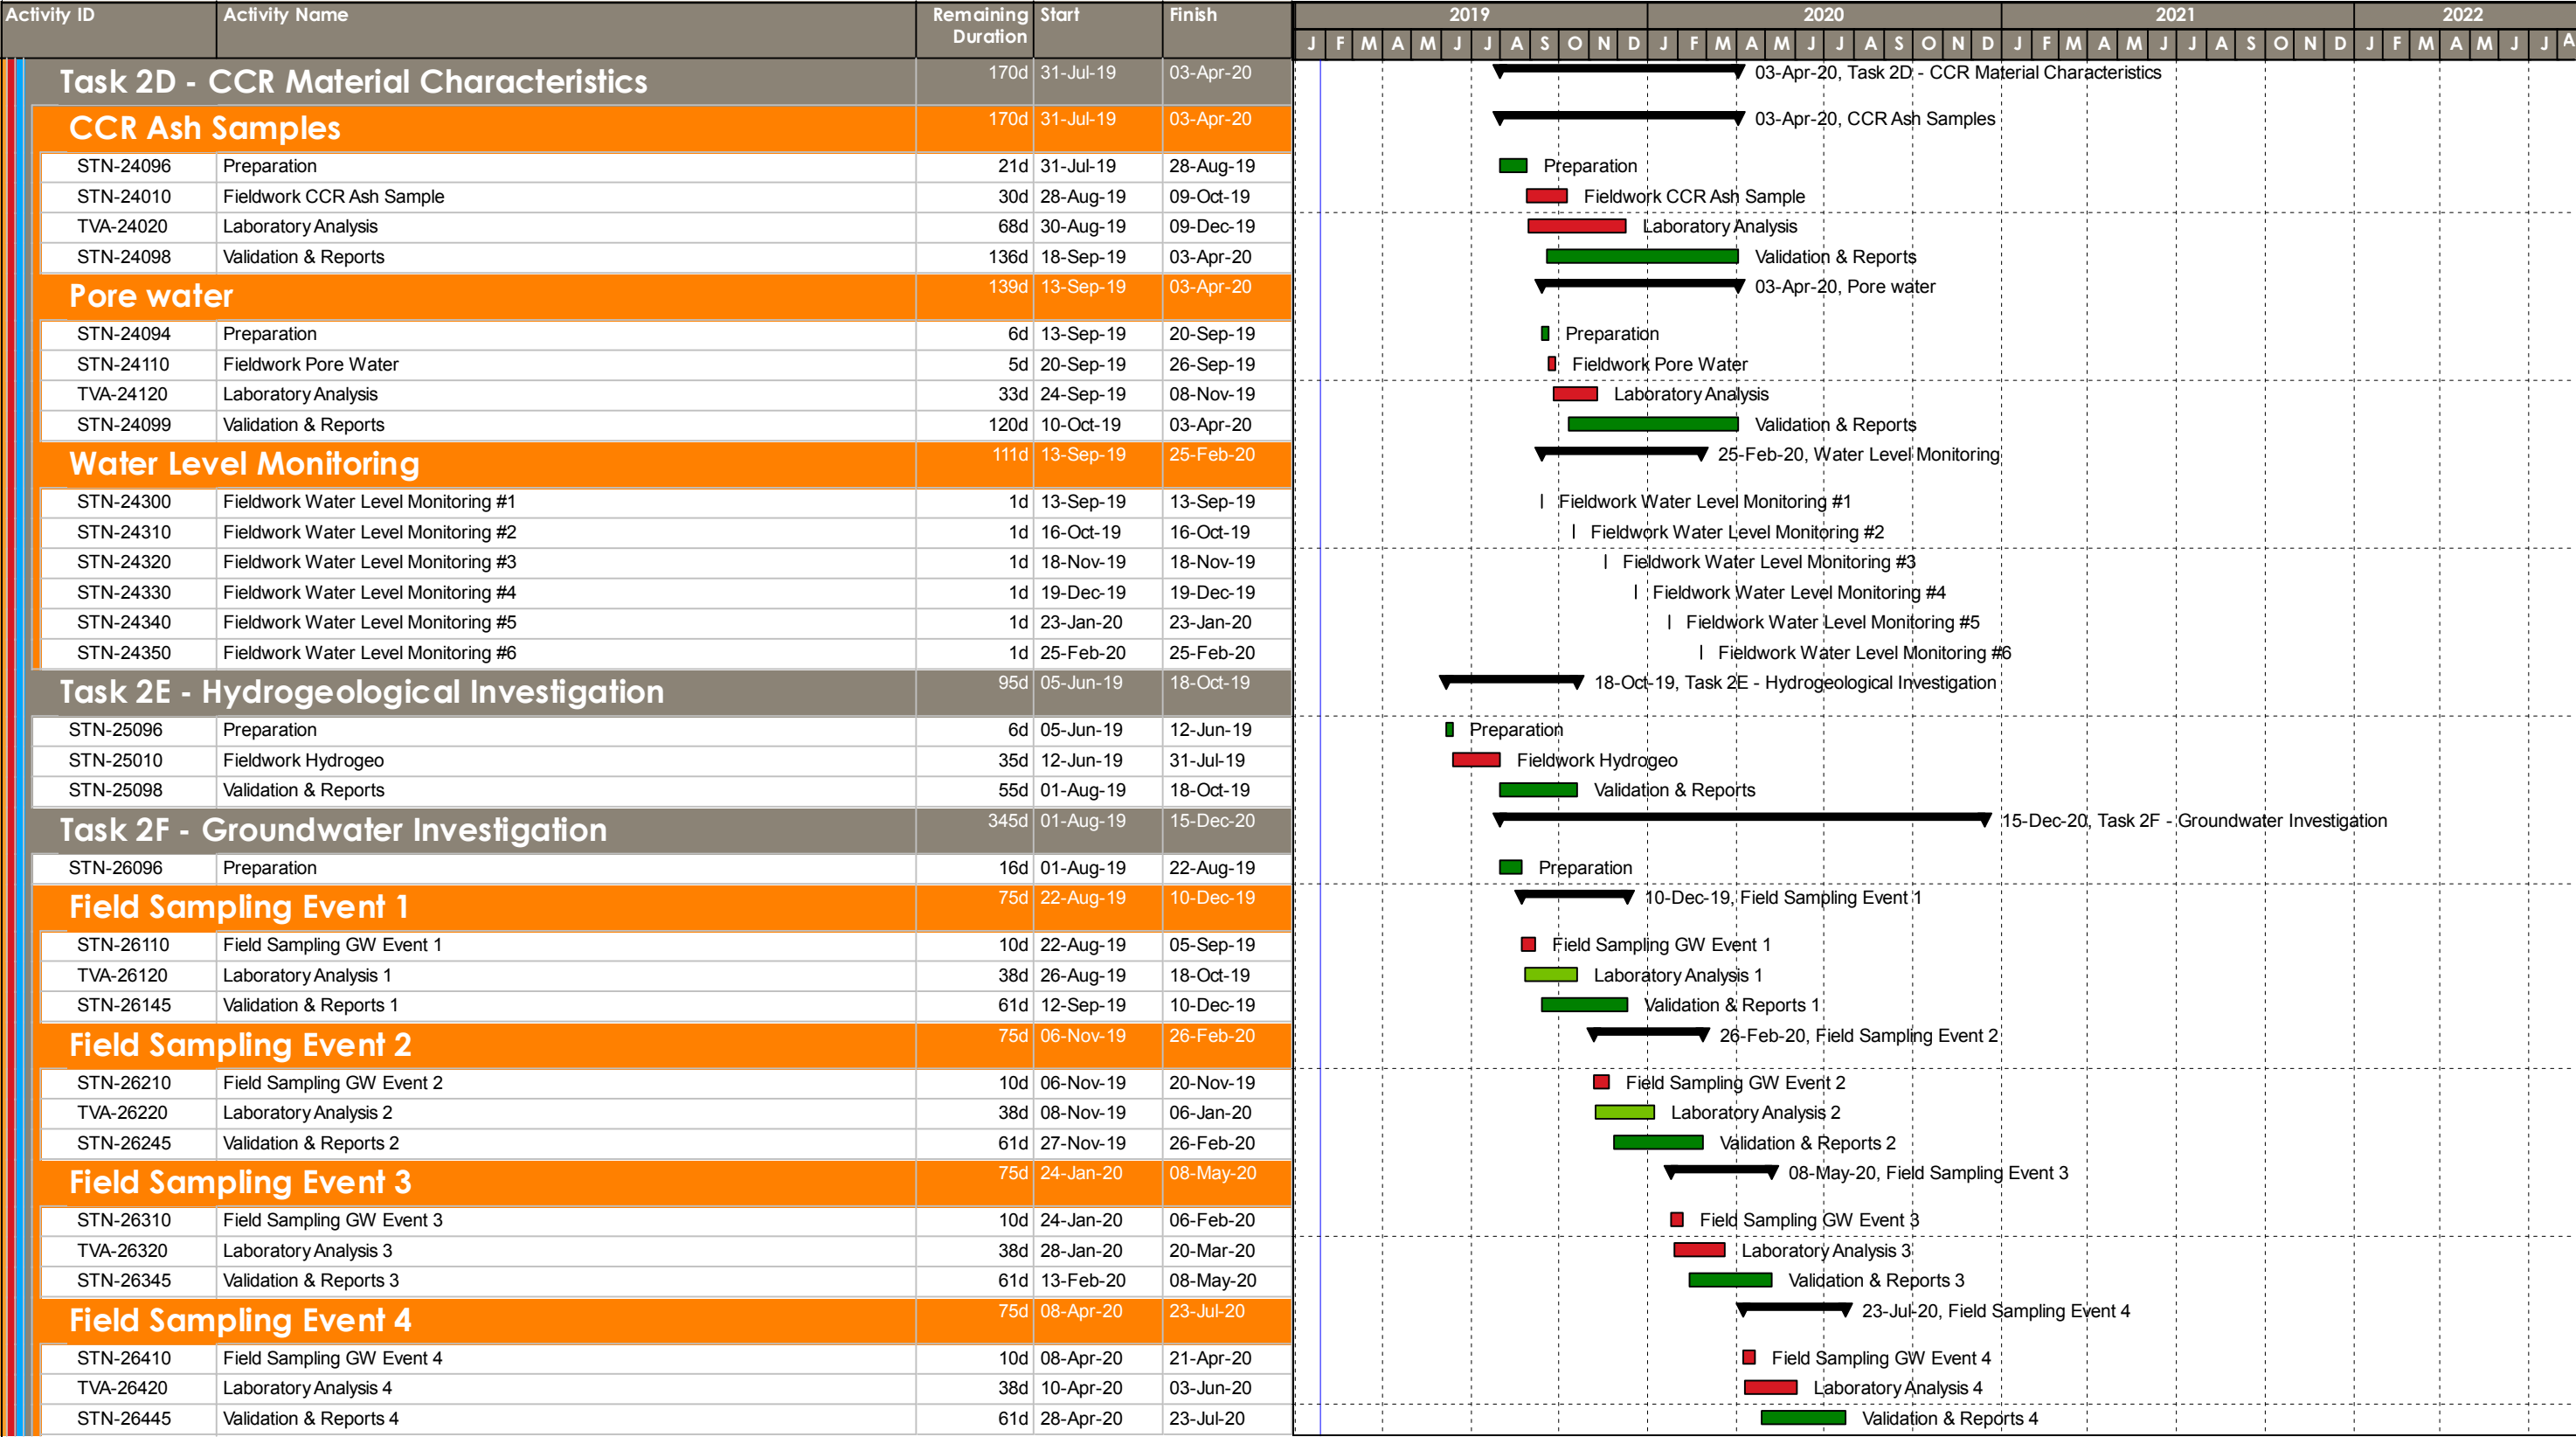 Activity ID Activity Name Remaining Duration Start Finish 2019 2020 2021 2022
J F M A M J J A S O N D J F M A M J J A S O N D J F M A M J J A S O N D J F M A M J J A
Task 2D - CCR Material Characteristics 170d 31-Jul-19 03-Apr-20 03-Apr-20, Task 2D - CCR Material Characteristics
CCR Ash Samples 170d 31-Jul-19 03-Apr-20 03-Apr-20, CCR Ash Samples
STN-24096 Preparation 21d 31-Jul-19 28-Aug-19 Preparation
STN-24010 Fieldwork CCR Ash Sample 30d 28-Aug-19 09-Oct-19 Fieldwork CCR Ash Sample
TVA-24020 Laboratory Analysis 68d 30-Aug-19 09-Dec-19 Laboratory Analysis
STN-24098 Validation & Reports 136d 18-Sep-19 03-Apr-20 Validation & Reports
Pore water 139d 13-Sep-19 03-Apr-20 03-Apr-20, Pore water
STN-24094 Preparation 6d 13-Sep-19 20-Sep-19 Preparation
STN-24110 Fieldwork Pore Water 5d 20-Sep-19 26-Sep-19 Fieldwork Pore Water
TVA-24120 Laboratory Analysis 33d 24-Sep-19 08-Nov-19 Laboratory Analysis
STN-24099 Validation & Reports 120d 10-Oct-19 03-Apr-20 Validation & Reports
Water Level Monitoring 111d 13-Sep-19 25-Feb-20 25-Feb-20, Water Level Monitoring
STN-24300 Fieldwork Water Level Monitoring #1 1d 13-Sep-19 13-Sep-19 Fieldwork Water Level Monitoring #1
STN-24310 Fieldwork Water Level Monitoring #2 1d 16-Oct-19 16-Oct-19 Fieldwork Water Level Monitoring #2
STN-24320 Fieldwork Water Level Monitoring #3 1d 18-Nov-19 18-Nov-19 Fieldwork Water Level Monitoring #3
STN-24330 Fieldwork Water Level Monitoring #4 1d 19-Dec-19 19-Dec-19 Fieldwork Water Level Monitoring #4
STN-24340 Fieldwork Water Level Monitoring #5 1d 23-Jan-20 23-Jan-20 Fieldwork Water Level Monitoring #5
STN-24350 Fieldwork Water Level Monitoring #6 1d 25-Feb-20 25-Feb-20 Fieldwork Water Level Monitoring #6
Task 2E - Hydrogeological Investigation 95d 05-Jun-19 18-Oct-19 18-Oct-19, Task 2E - Hydrogeological Investigation
STN-25096 Preparation 6d 05-Jun-19 12-Jun-19 Preparation
STN-25010 Fieldwork Hydrogeo 35d 12-Jun-19 31-Jul-19 Fieldwork Hydrogeo
STN-25098 Validation & Reports 55d 01-Aug-19 18-Oct-19 Validation & Reports
Task 2F - Groundwater Investigation 345d 01-Aug-19 15-Dec-20 15-Dec-20, Task 2F - Groundwater Investigation
STN-26096 Preparation 16d 01-Aug-19 22-Aug-19 Preparation
Field Sampling Event 1 75d 22-Aug-19 10-Dec-19 10-Dec-19, Field Sampling Event 1
STN-26110 Field Sampling GW Event 1 10d 22-Aug-19 05-Sep-19 Field Sampling GW Event 1
TVA-26120 Laboratory Analysis 1 38d 26-Aug-19 18-Oct-19 Laboratory Analysis 1
STN-26145 Validation & Reports 1 61d 12-Sep-19 10-Dec-19 Validation & Reports 1
Field Sampling Event 2 75d 06-Nov-19 26-Feb-20 26-Feb-20, Field Sampling Event 2
STN-26210 Field Sampling GW Event 2 10d 06-Nov-19 20-Nov-19 Field Sampling GW Event 2
TVA-26220 Laboratory Analysis 2 38d 08-Nov-19 06-Jan-20 Laboratory Analysis 2
STN-26245 Validation & Reports 2 61d 27-Nov-19 26-Feb-20 Validation & Reports 2
Field Sampling Event 3 75d 24-Jan-20 08-May-20 08-May-20, Field Sampling Event 3
STN-26310 Field Sampling GW Event 3 10d 24-Jan-20 06-Feb-20 Field Sampling GW Event 3
TVA-26320 Laboratory Analysis 3 38d 28-Jan-20 20-Mar-20 Laboratory Analysis 3
STN-26345 Validation & Reports 3 61d 13-Feb-20 08-May-20 Validation & Reports 3
Field Sampling Event 4 75d 08-Apr-20 23-Jul-20 23-Jul-20, Field Sampling Event 4
STN-26410 Field Sampling GW Event 4 10d 08-Apr-20 21-Apr-20 Field Sampling GW Event 4
TVA-26420 Laboratory Analysis 4 38d 10-Apr-20 03-Jun-20 Laboratory Analysis 4
STN-26445 Validation & Reports 4 61d 28-Apr-20 23-Jul-20 Validation & Reports 4